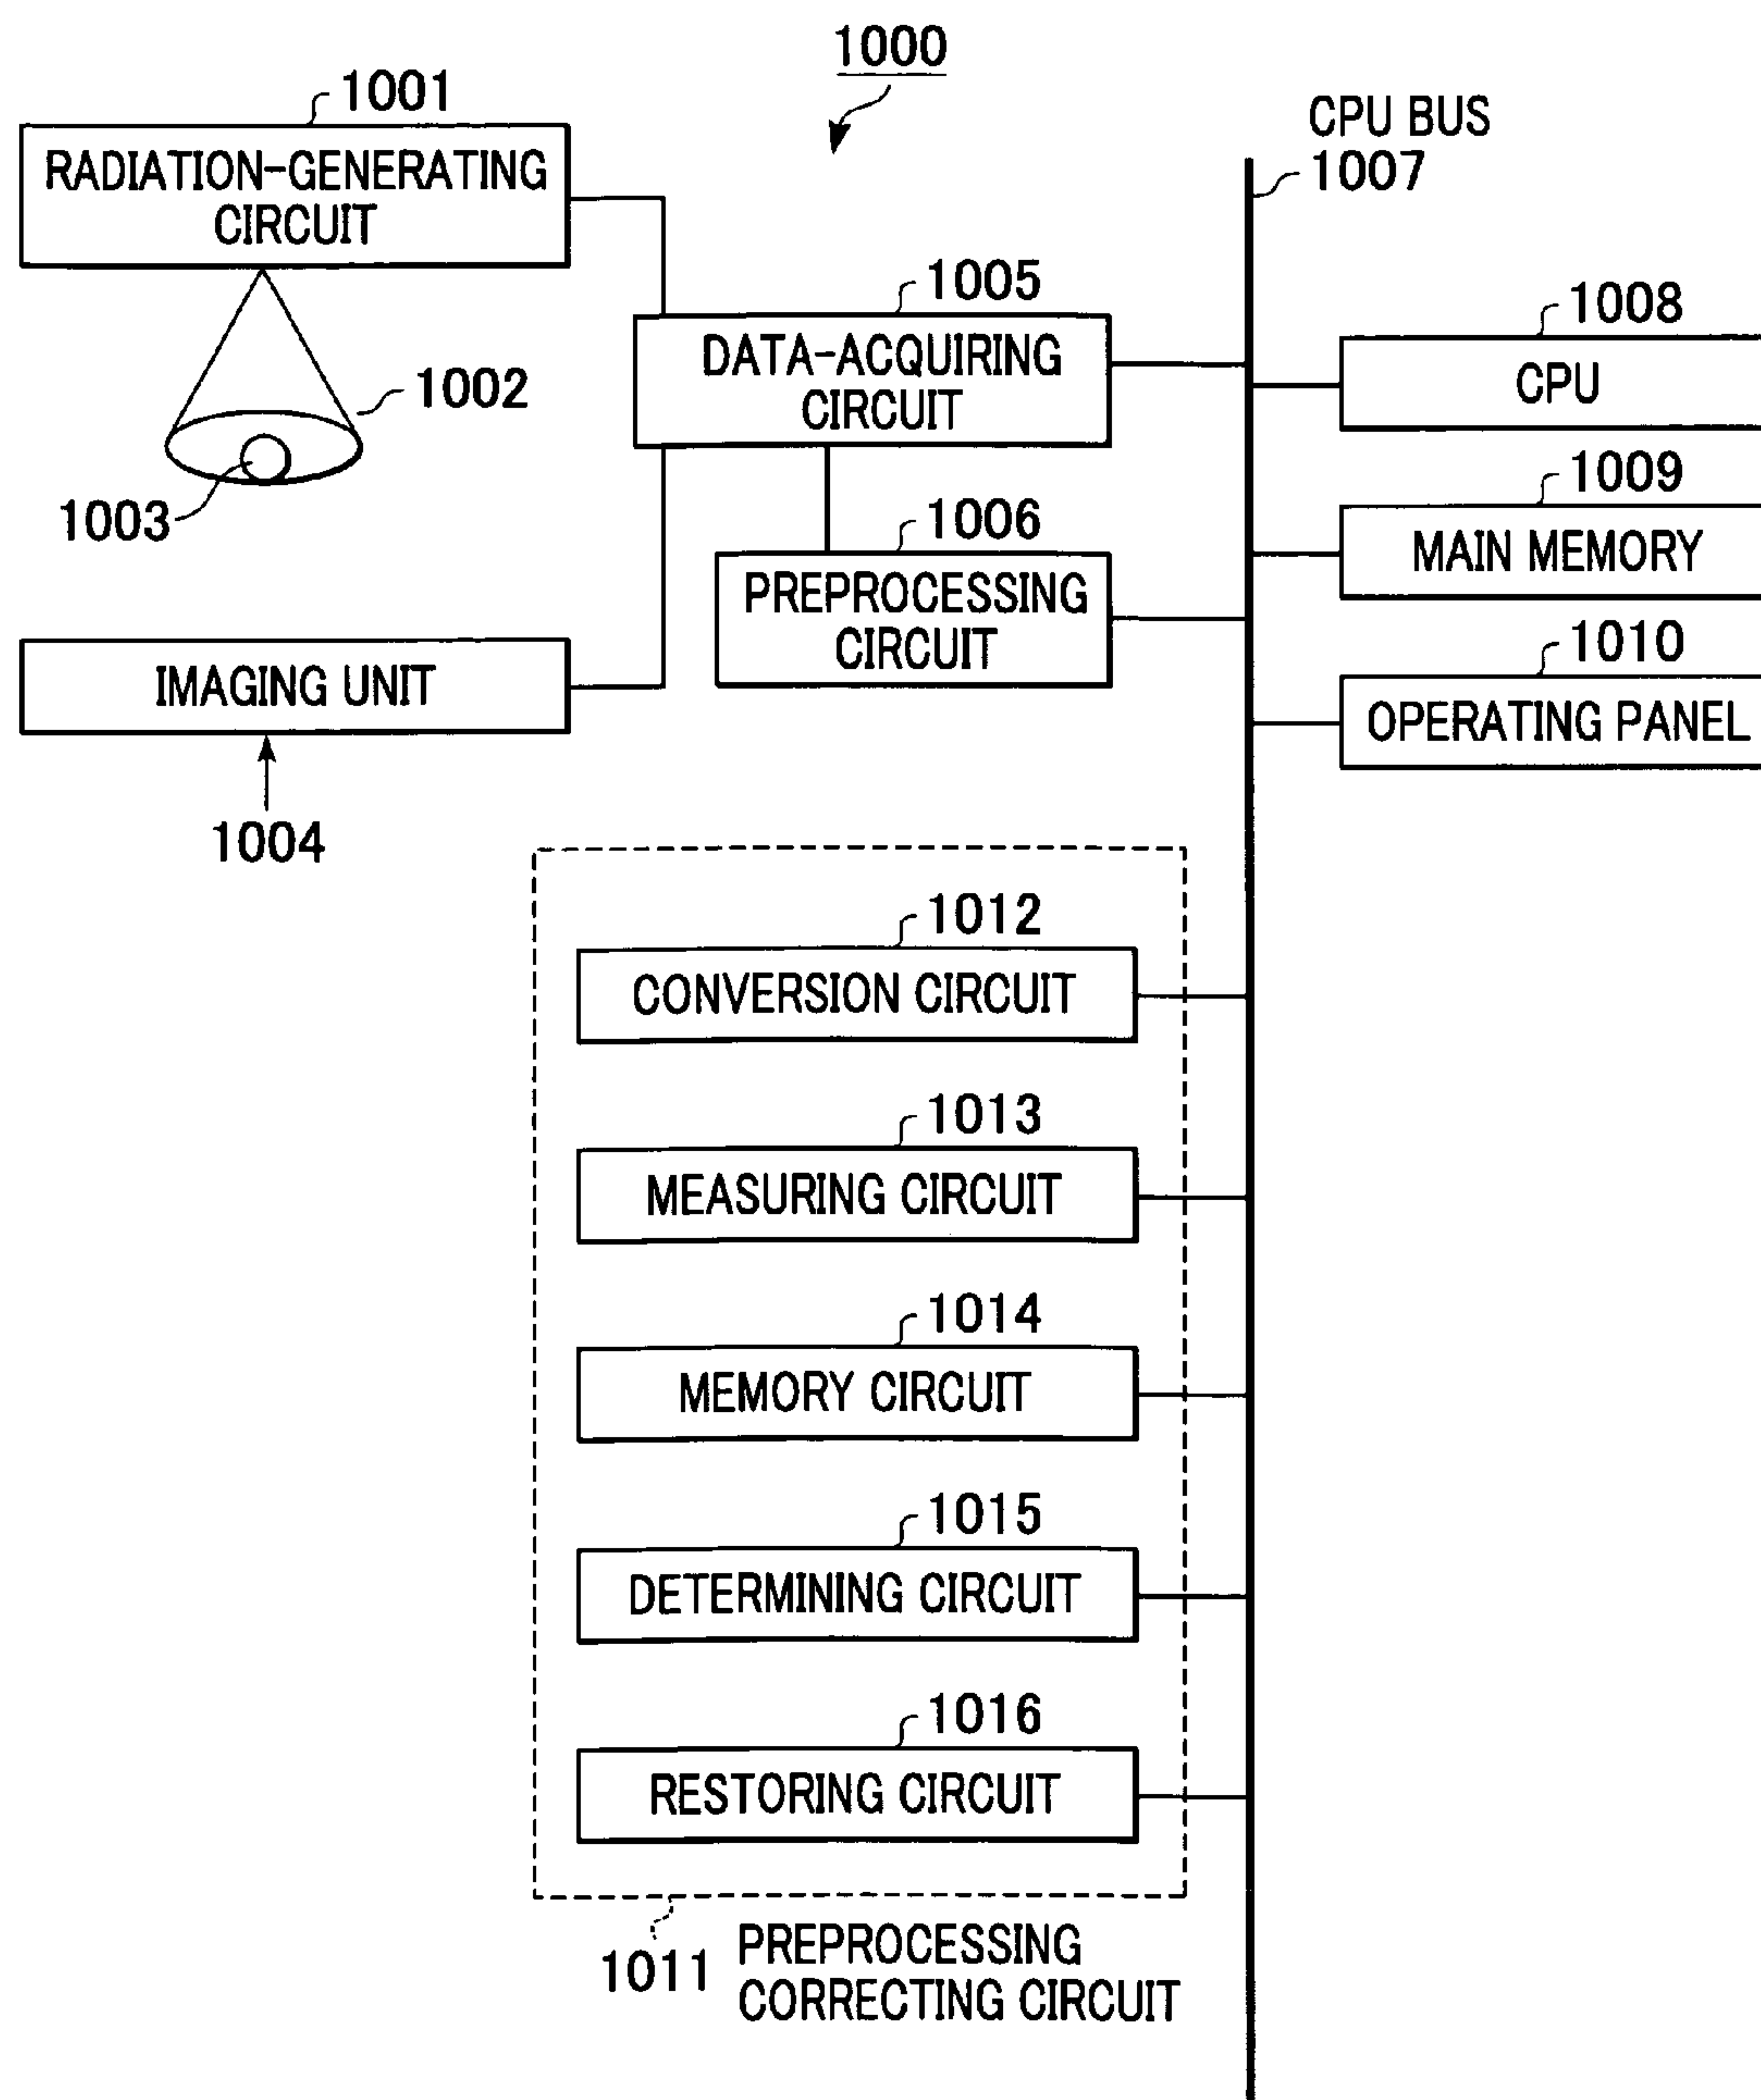 1000
1001
RADIATION-GENERATING
CIRCUIT
CPU BUS
1007
1005
DATA-ACQUIRING
CIRCUIT
1002
1003
1008
CPU
1006
PREPROCESSING
CIRCUIT
1009
MAIN MEMORY
IMAGING UNIT
1004
1010
OPERATING PANEL
1012
CONVERSION CIRCUIT
1013
MEASURING CIRCUIT
1014
MEMORY CIRCUIT
1015
DETERMINING CIRCUIT
1016
RESTORING CIRCUIT
1011
PREPROCESSING
CORRECTING CIRCUIT